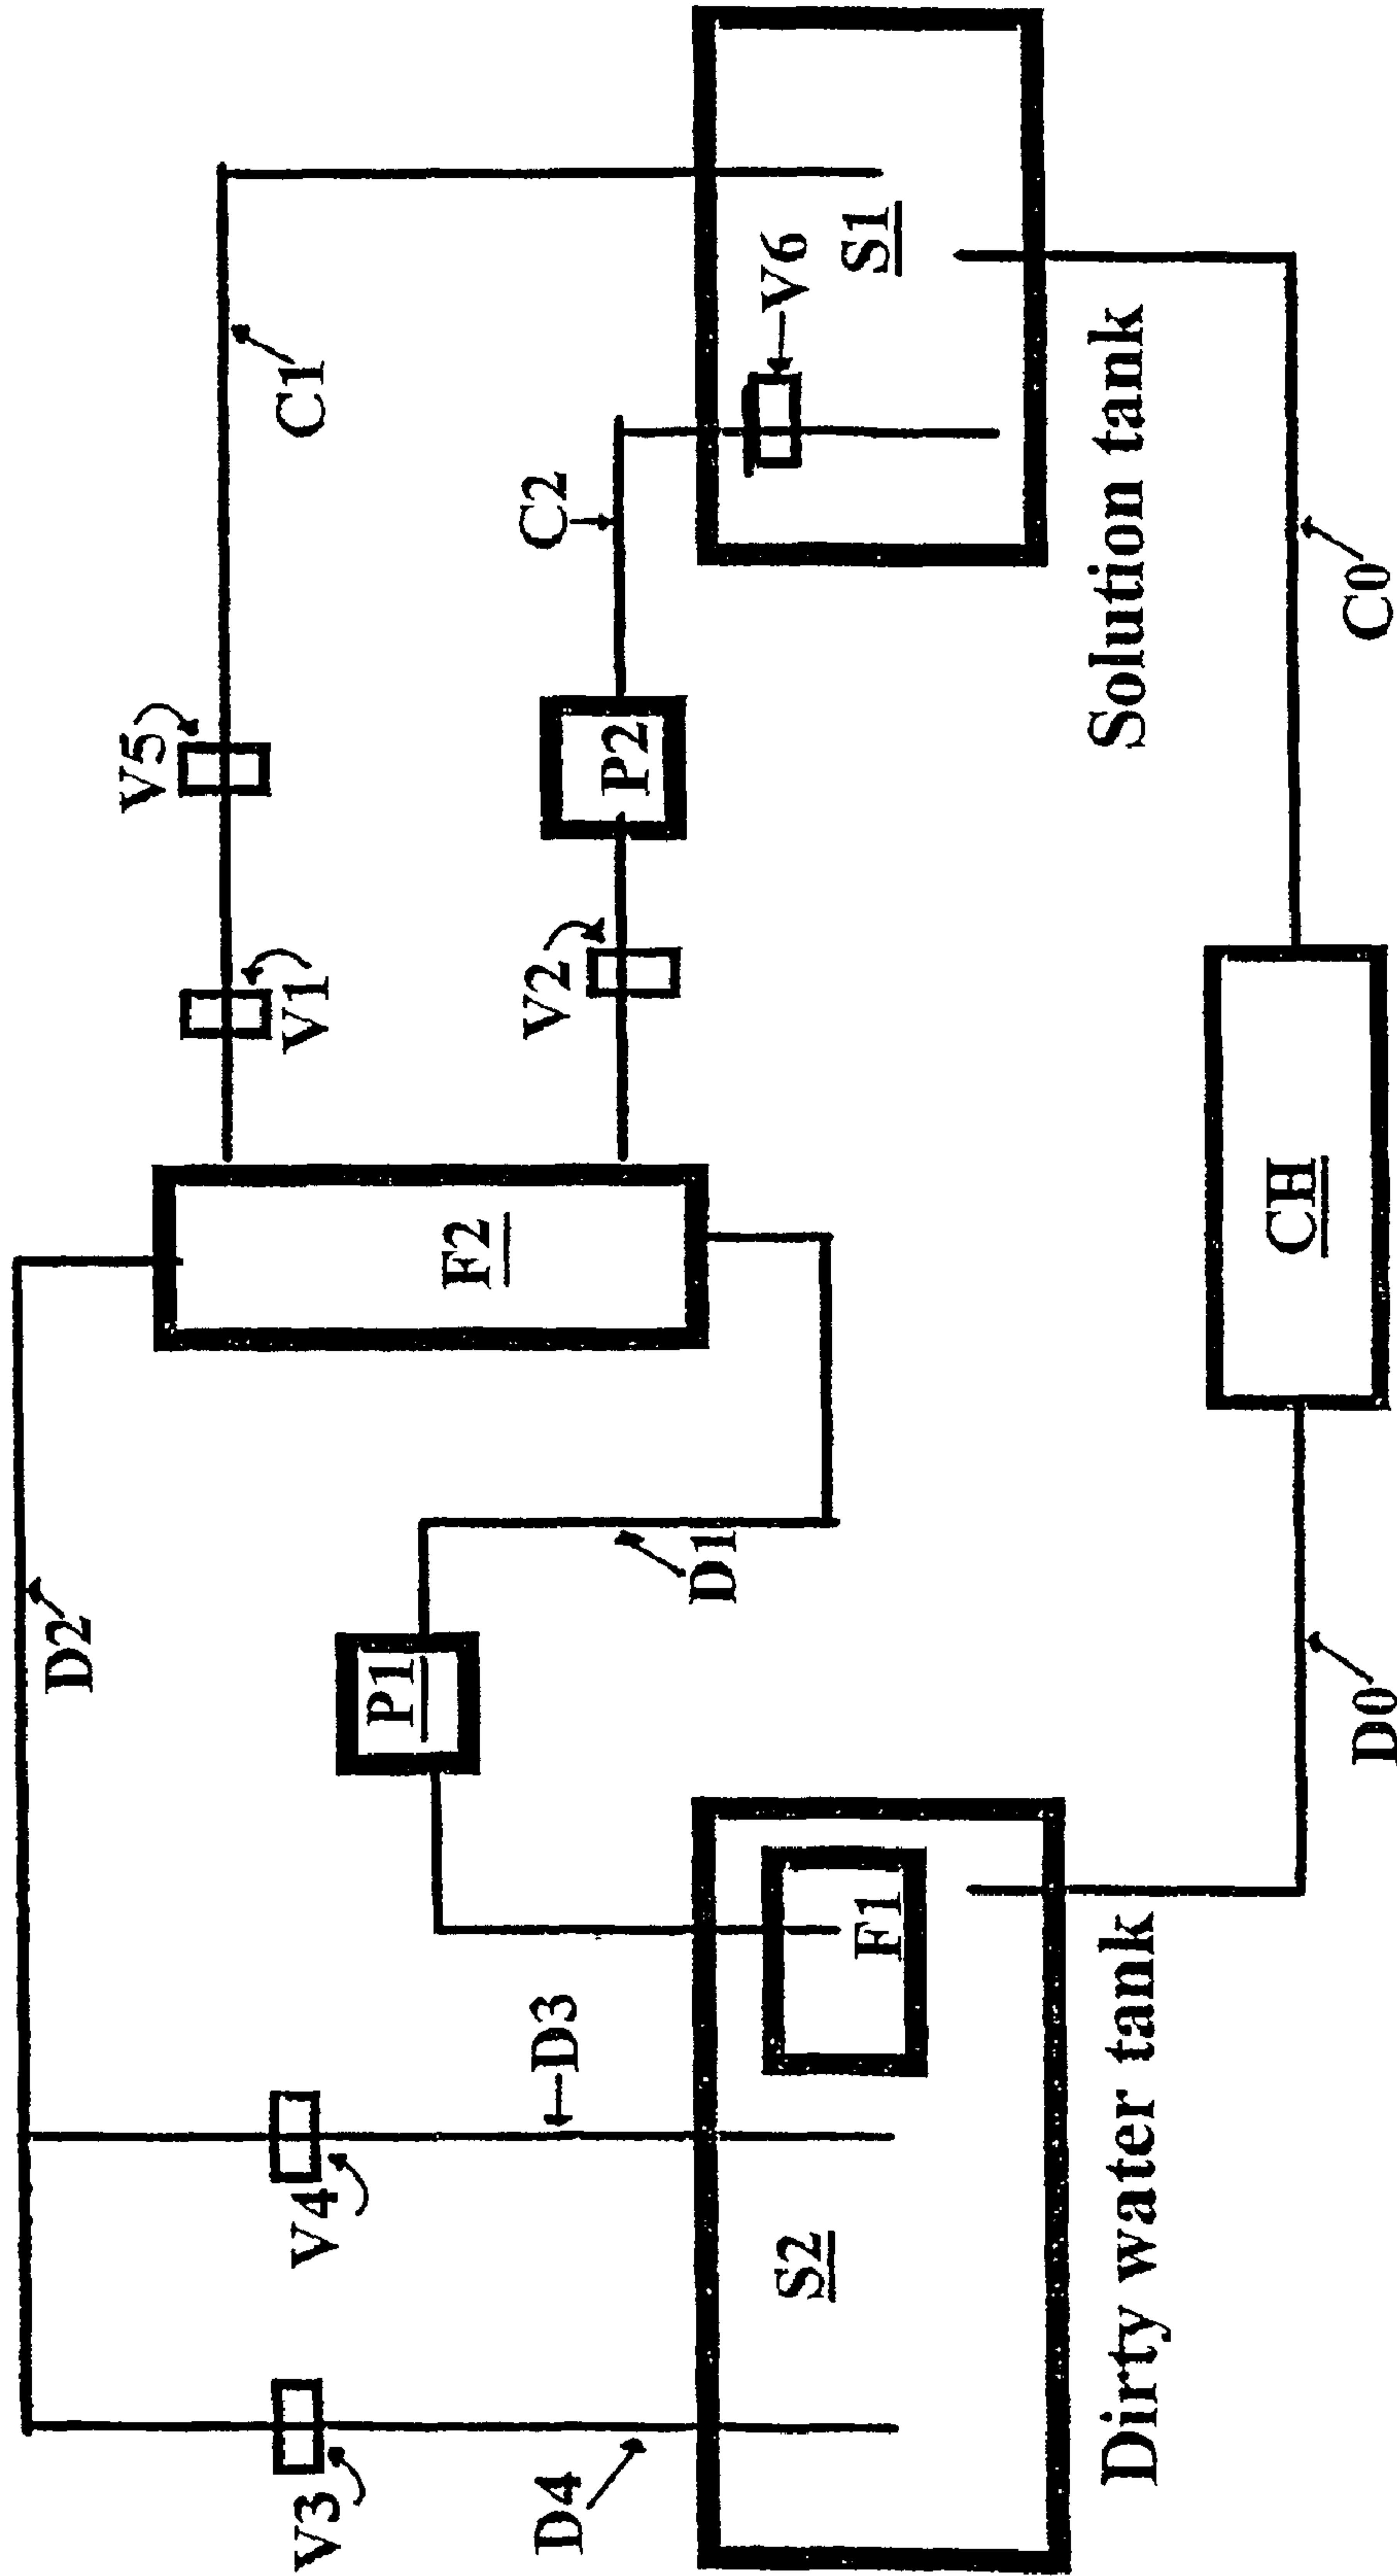 D2
V5
V3
V4
V1
C1
P1
F2
D4
D3
V2
C2
P2
D1
S2
V6
F1
S1
Dirty water tank
Solution tank
CH
D0
C0